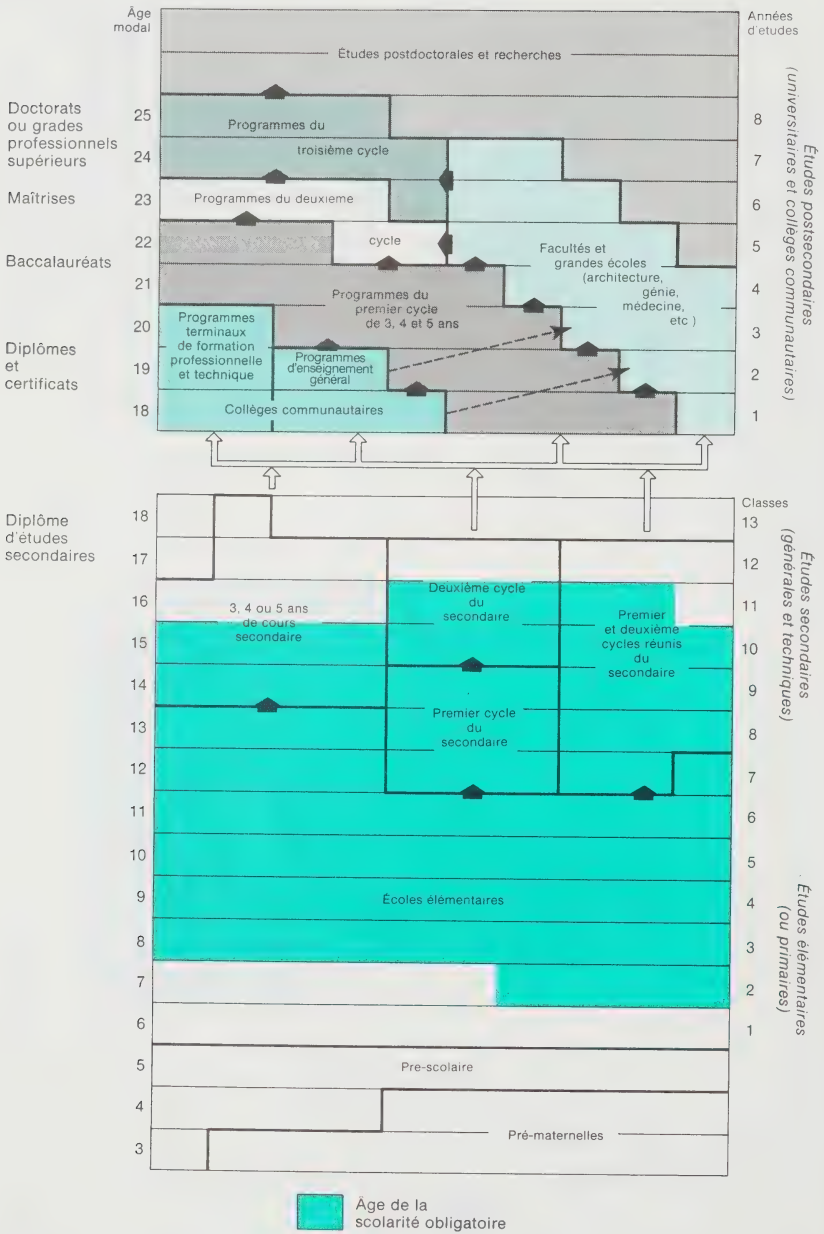 Âge
modal
Années
d'etudes
Études postdoctorales et recherches
Doctorats
ou grades
professionnels
supérieurs
25
Programmes du
8
24
troisième cycle
7
Maîtrises
23
Programmes du deuxieme
6
22
cycle
5
Baccalauréats
Facultés et
grandes écoles
(architecture,
génie,
médecine,
etc )
21
Programmes du
premier cycle
de 3, 4 et 5 ans
4
20
Programmes
terminaux
de formation
professionnelle
et technique
3
Diplômes
et
certificats
19
Programmes
d'enseignement
général
2
18
Collèges communautaires
1
Études postsecondaires
(universitaires et collèges communautaires)
Diplôme
d'études
secondaires
Classes
18
13
17
12
16
3, 4 ou 5 ans
de cours
secondaire
Deuxième cycle
du
secondaire
Premier
et deuxième
cycles réunis
du
secondaire
11
15
10
14
9
13
Premier cycle
du
secondaire
8
12
7
Études secondaires
(générales et techniques)
11
6
10
5
9
Écoles élémentaires
4
8
3
7
2
6
1
Études élémentaires
(ou primaires)
5
Pre-scolaire
4
Pré-maternelles
3
Âge de la
scolarité obligatoire